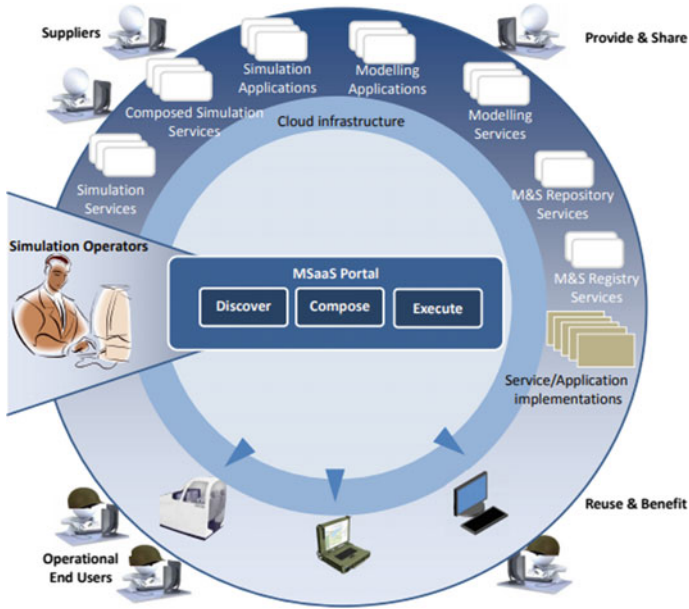 Suppliers
Provide & Share
Simulation
Applications
Modelling
Applications
Composed Simulation
Services
Cloud infrastructure
Modelling
Services
Simulation
Services
M&S Repository
Services
Simulation Operators
MSaaS Portal
Discover
Compose
Execute
M&S Registry
Services
Service/Application
implementations
Reuse & Benefit
Operational
End Users